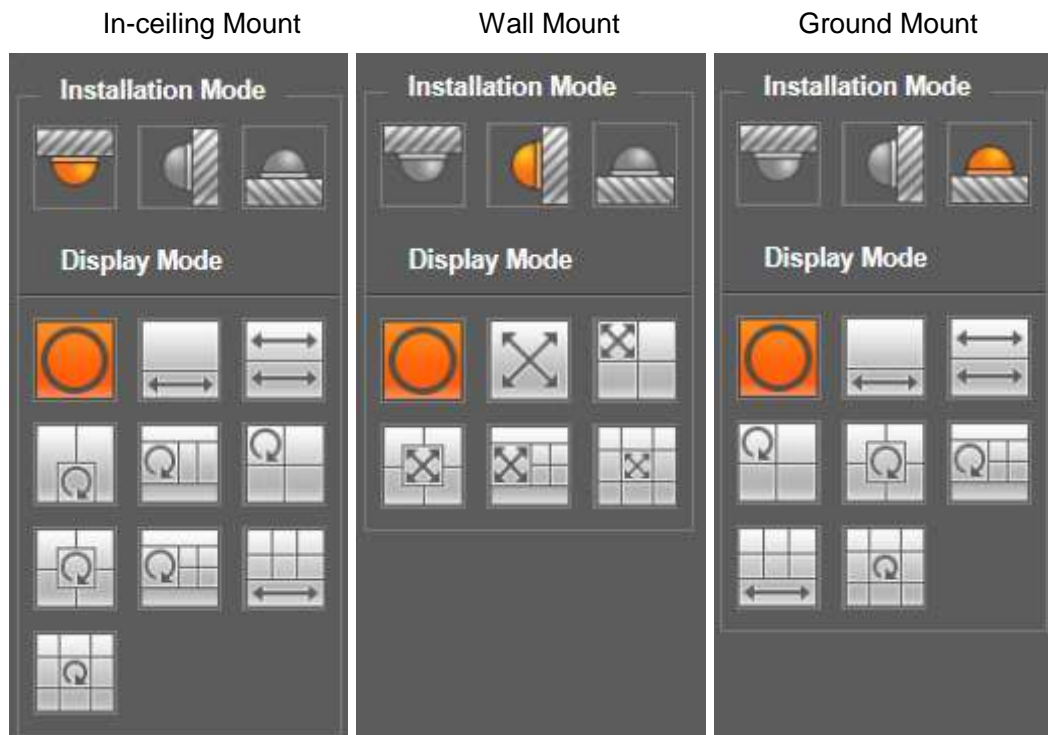 In-ceiling Mount
Wall Mount
Ground Mount
Installation Mode
Installation Mode
Installation Mode
Display Mode
Display Mode
Display Mode